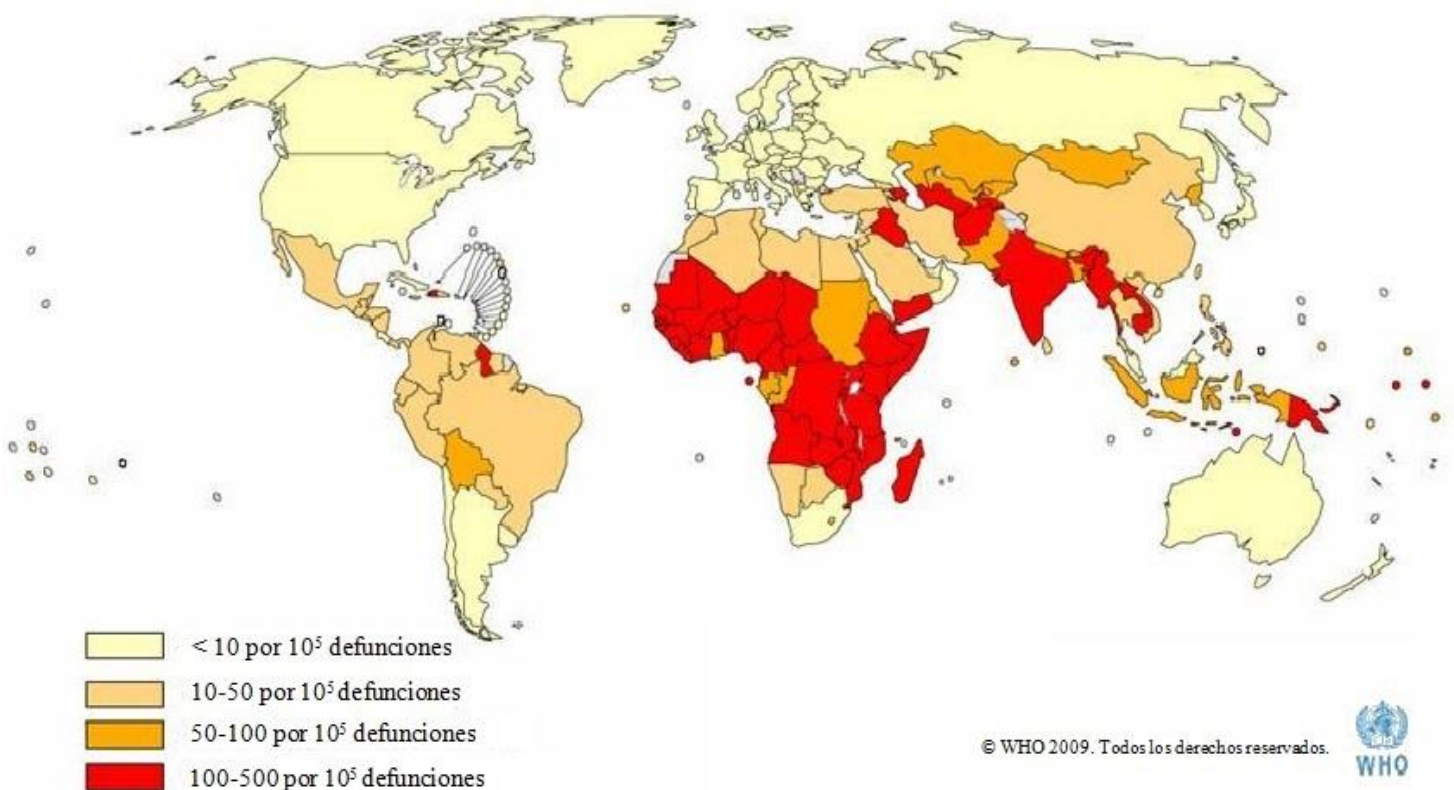 < 10 por 10⁵ defunciones
10-50 por 10⁵ defunciones
50-100 por 10⁵ defunciones
100-500 por 10⁵ defunciones
© WHO 2009. Todos los derechos reservados.
WHO